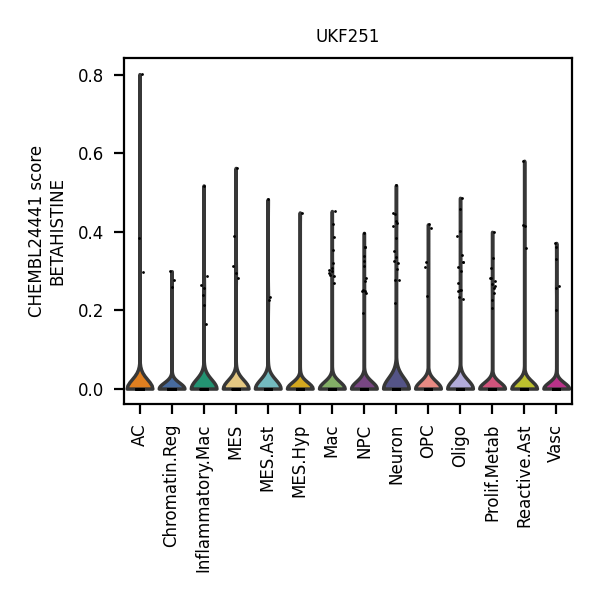 UKF251
CHEMBL24441 score
BETAHISTINE
0.8
0.6
0.4
0.2
0.0
AC
Chromatin.Reg
Inflammatory.Mac
MES
MES.Ast
MES.Hyp
Mac
NPC
Neuron
OPC
Oligo
Prolif.Metab
Reactive.Ast
Vasc